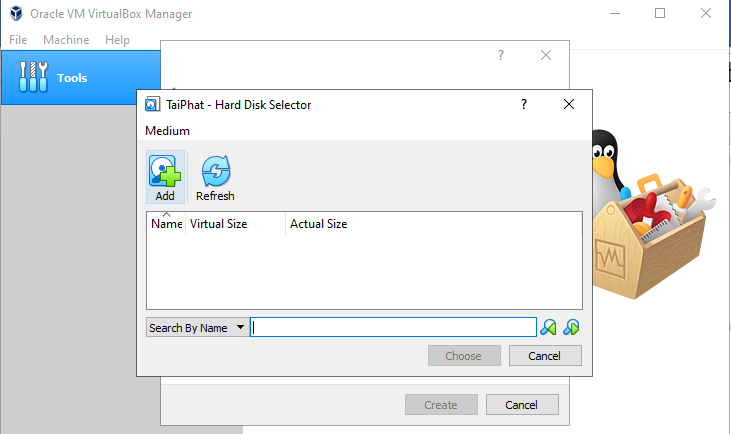 Oracle VM VirtualBox Manager
File Machine Help
Tools
?
TaiPhat - Hard Disk Selector
?
Medium
Add Refresh
Name Virtual Size Actual Size
Search By Name
Choose Cancel
Create Cancel